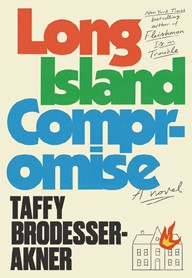 Long
Island
Compr-
omise
New York Times
bestselling
author of
Fleishman
Is in
Trouble
A novel
TAFFY
BRODESSER-
AKNER